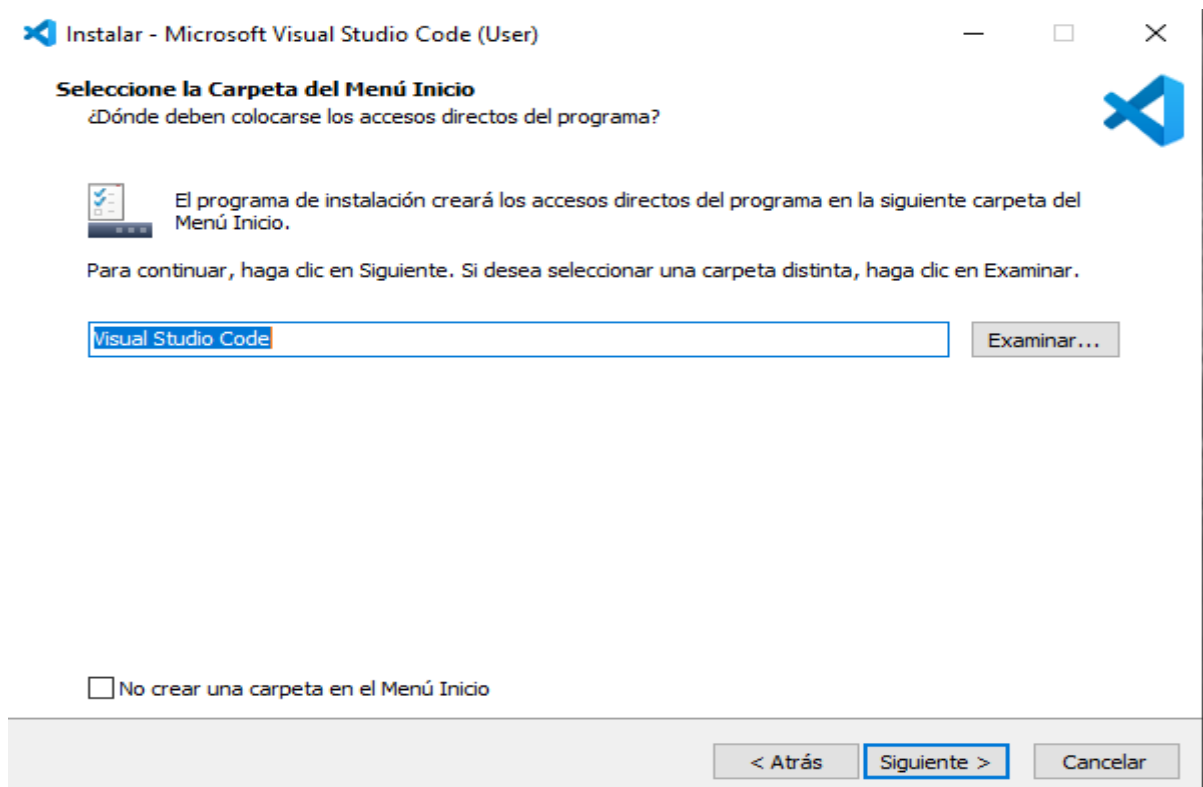 Instalar - Microsoft Visual Studio Code (User)
Seleccione la Carpeta del Menú Inicio
¿Dónde deben colocarse los accesos directos del programa?
El programa de instalación creará los accesos directos del programa en la siguiente carpeta del
Menú Inicio.
Para continuar, haga clic en Siguiente. Si desea seleccionar una carpeta distinta, haga clic en Examinar.
Visual Studio Code
Examinar...
No crear una carpeta en el Menú Inicio
< Atrás
Siguiente >
Cancelar